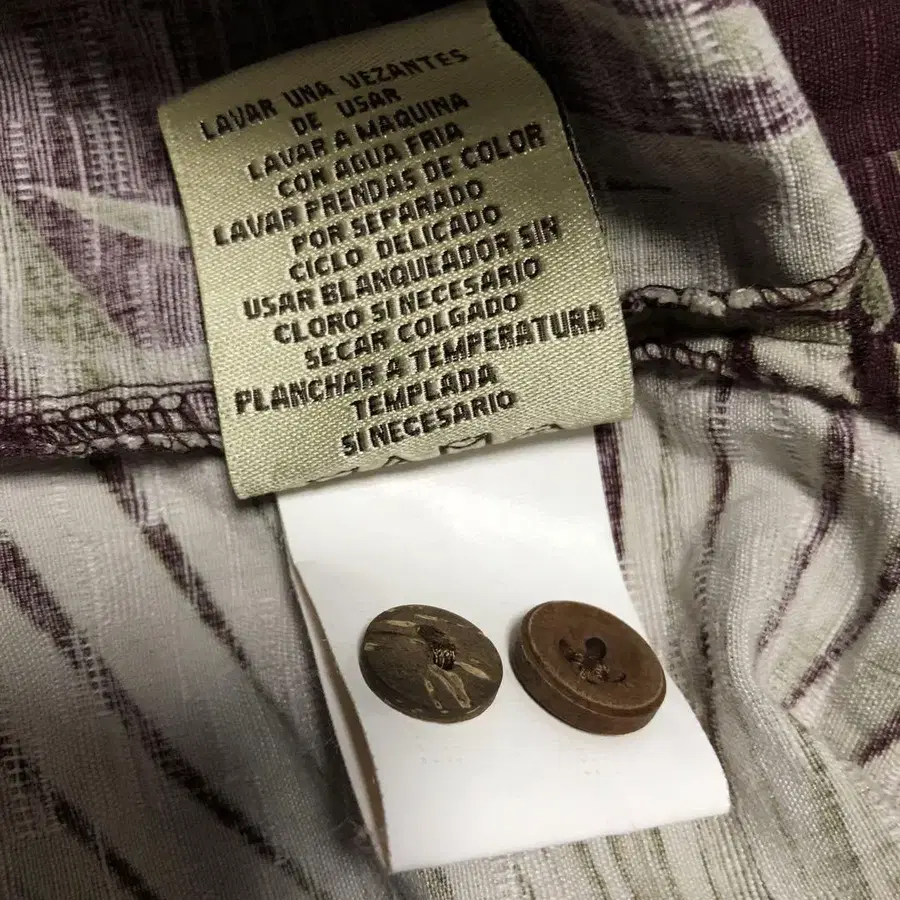 LAVAR UNA VEZANTES
DE USAR
LAVAR A MAQUINA
CON AGUA FRIA
LAVAR PRENDAS DE COLOR
POR SEPARADO
CICLO DELICADO
USAR BLANQUEADOR SIN
CLORO SI NECESARIO
SECAR COLGADO
PLANCHAR A TEMPERATURA
TEMPLADA
SI NECESARIO